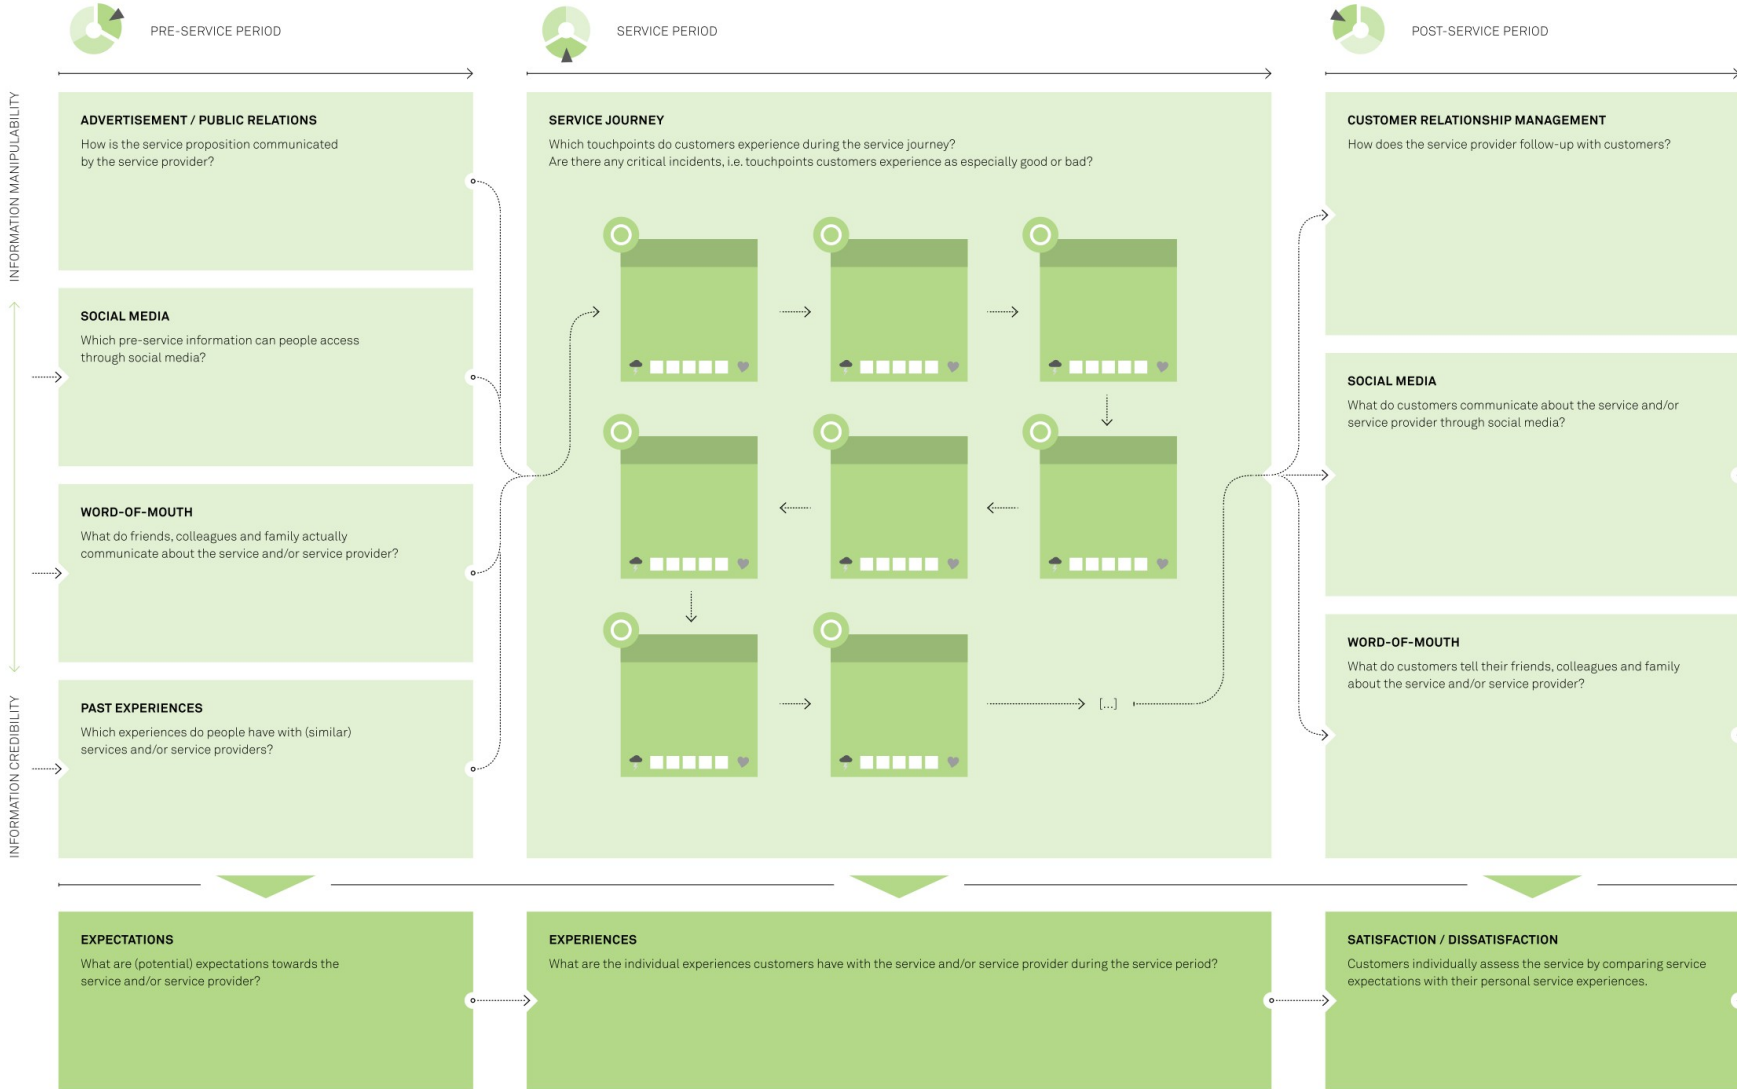 PRE-SERVICE PERIOD
SERVICE PERIOD
POST-SERVICE PERIOD
INFORMATION MANIPULABILITY
INFORMATION CREDIBILITY
ADVERTISEMENT / PUBLIC RELATIONS
How is the service proposition communicated
by the service provider?
SOCIAL MEDIA
Which pre-service information can people access
through social media?
WORD-OF-MOUTH
What do friends, colleagues and family actually
communicate about the service and/or service provider?
PAST EXPERIENCES
Which experiences do people have with (similar)
services and/or service providers?
SERVICE JOURNEY
Which touchpoints do customers experience during the service journey?
Are there any critical incidents, i.e. touchpoints customers experience as especially good or bad?
[...]
CUSTOMER RELATIONSHIP MANAGEMENT
How does the service provider follow-up with customers?
SOCIAL MEDIA
What do customers communicate about the service and/or
service provider through social media?
WORD-OF-MOUTH
What do customers tell their friends, colleagues and family
about the service and/or service provider?
EXPECTATIONS
What are (potential) expectations towards the
service and/or service provider?
EXPERIENCES
What are the individual experiences customers have with the service and/or service provider during the service period?
SATISFACTION / DISSATISFACTION
Customers individually assess the service by comparing service
expectations with their personal service experiences.